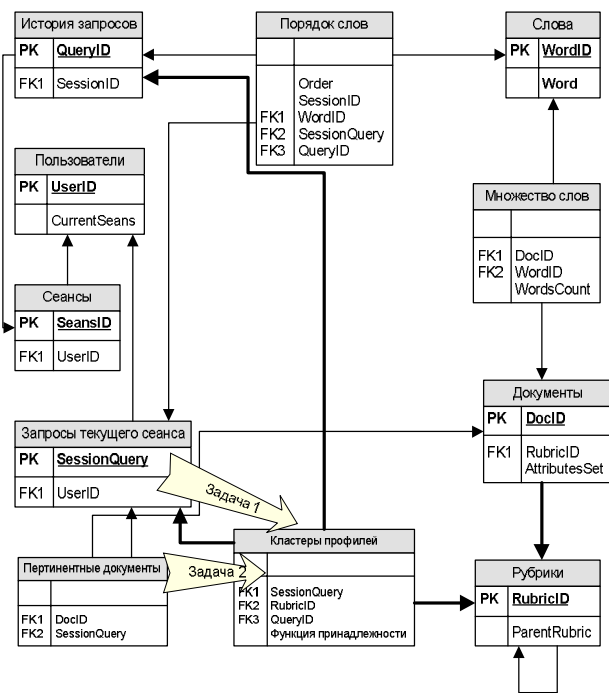 История запросов
PK QueryID
FK1 SessionID
Порядок слов
Order
SessionID
FK1 WordID
FK2 SessionQuery
FK3 QueryID
Слова
PK WordID
Word
Пользователи
PK UserID
CurrentSeans
Множество слов
FK1 DocID
FK2 WordID
WordsCount
Сеансы
PK SeansID
FK1 UserID
Документы
PK DocID
FK1 RubricID
AttributesSet
Запросы текущего сеанса
PK SessionQuery
FK1 UserID
Задача 1
Кластеры профилей
FK1 SessionQuery
FK2 RubricID
FK3 QueryID
Функция принадлежности
Задача 2
Пертинентные документы
FK1 DocID
FK2 SessionQuery
Рубрики
PK RubricID
ParentRubric